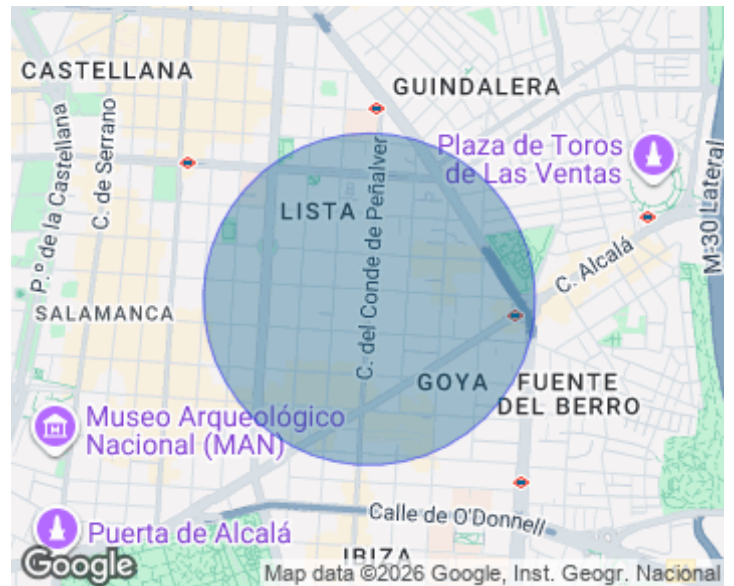 CASTELLANA
GUINDALERA
Plaza de Toros
de Las Ventas
C. de Serrano
P.º de la Castellana
LISTA
C. del Conde de Peñalver
M-30 Lateral
C. Alcalá
SALAMANCA
GOYA
FUENTE
DEL BERRO
Museo Arqueológico
Nacional (MAN)
Calle de O'Donnell
Puerta de Alcalá
IBIZA
Google
Map data ©2026 Google, Inst. Geogr. Nacional